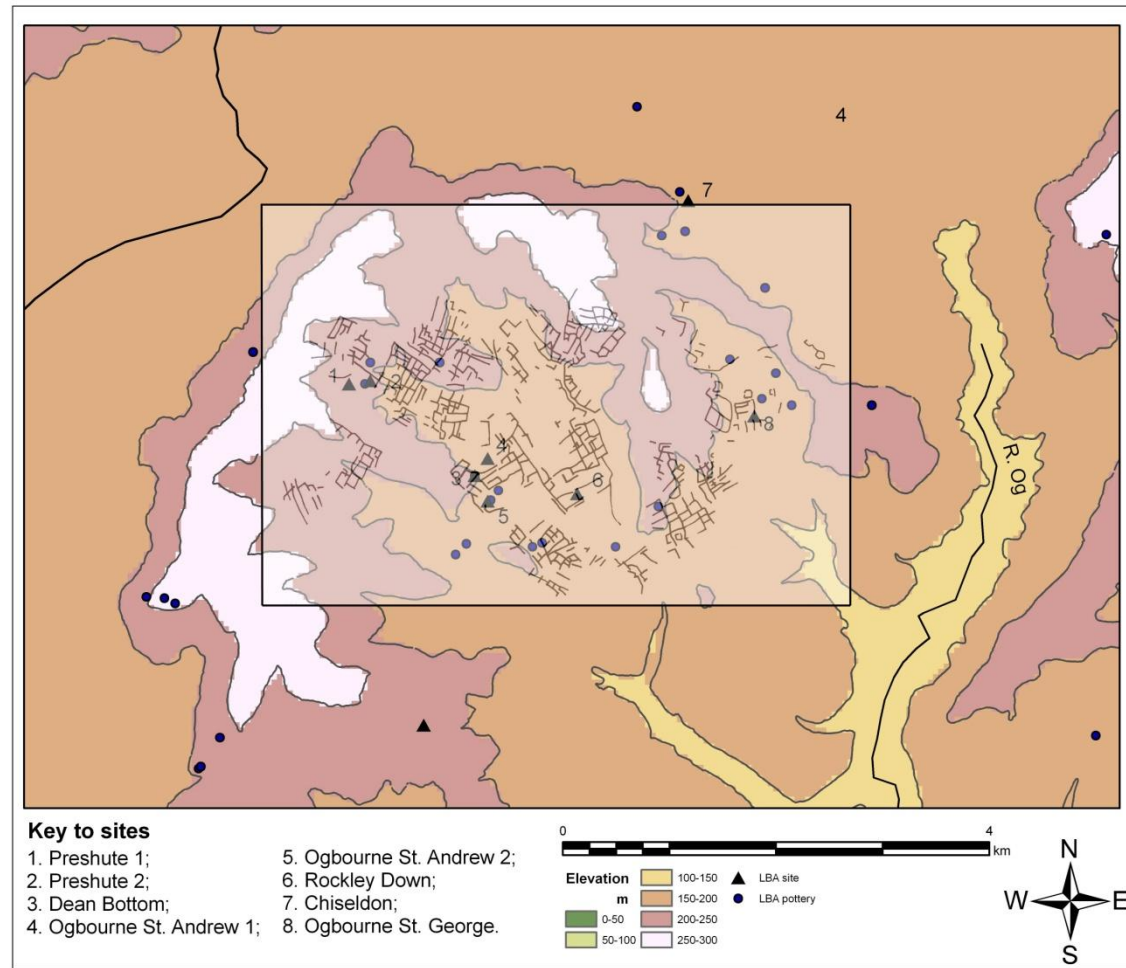 4
7
2
8
4
3
6
5
R. Og
Key to sites
1. Preshute 1;
2. Preshute 2;
3. Dean Bottom;
4. Ogbourne St. Andrew 1;
5. Ogbourne St. Andrew 2;
6. Rockley Down;
7. Chiseldon;
8. Ogbourne St. George.
0 4
km
Elevation
m
0-50
50-100
100-150
150-200
200-250
250-300
LBA site
LBA pottery
N
W E
S